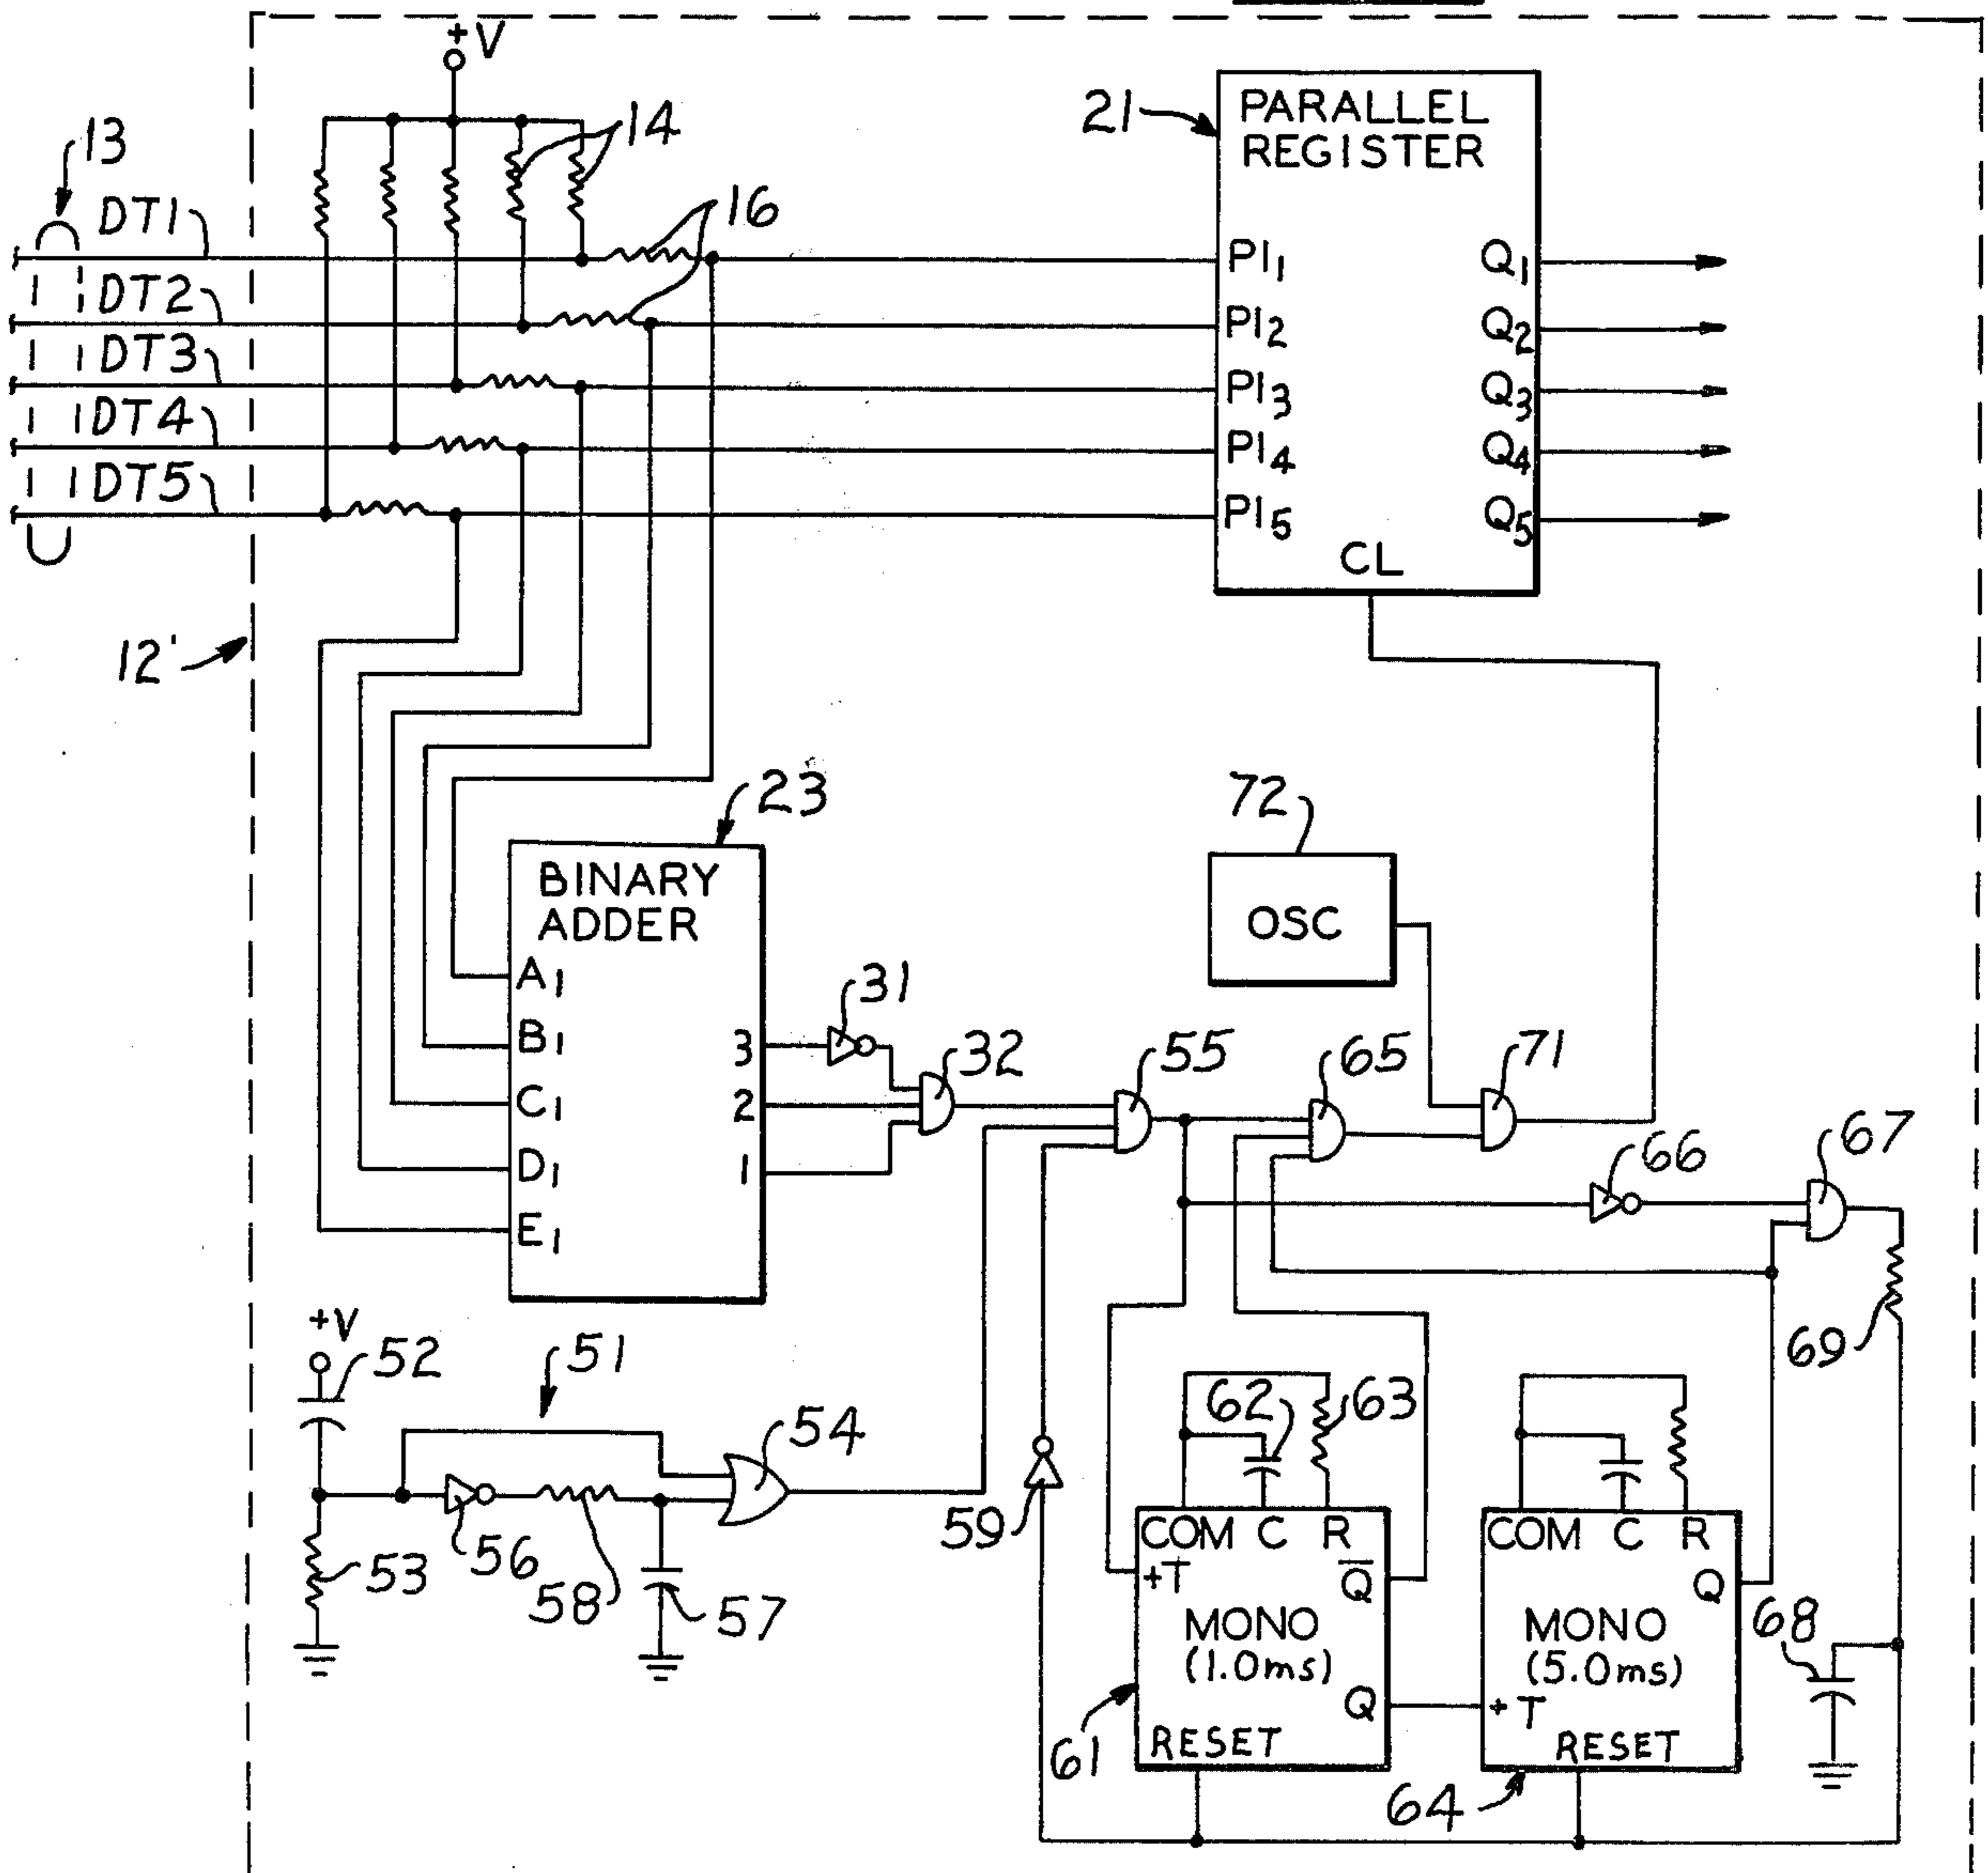 +V
13
14
16
DT1
DT2
DT3
DT4
DT5
12'
21
PARALLEL
REGISTER
PI1 Q1
PI2 Q2
PI3 Q3
PI4 Q4
PI5 Q5
CL
23
BINARY
ADDER
A1
B1
C1
D1
E1
3
2
1
31
32
72
OSC
55
65
71
66
67
69
+V
52
51
53
56
58
57
54
59
62
63
COM C R
+T Q̅
MONO
(1.0ms)
Q
RESET
61
COM C R
Q
MONO
(5.0ms)
+T
RESET
64
68